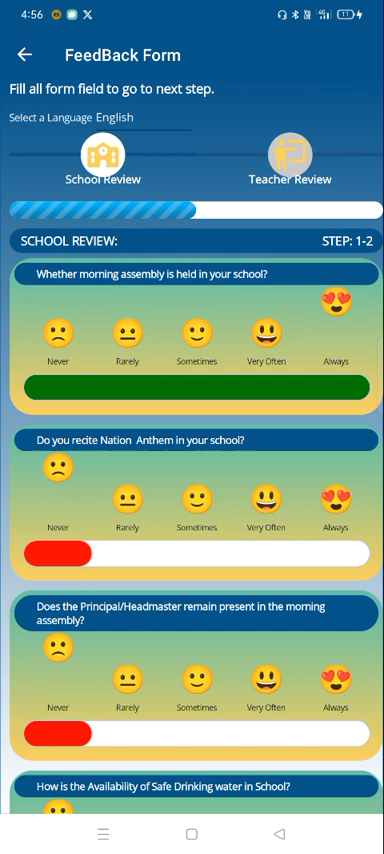 4:56
11
FeedBack Form
Fill all form field to go to next step.
Select a Language English
School Review
Teacher Review
SCHOOL REVIEW: STEP: 1-2
Whether morning assembly is held in your school?
Never Rarely Sometimes Very Often Always
Do you recite Nation Anthem in your school?
Never Rarely Sometimes Very Often Always
Does the Principal/Headmaster remain present in the morning
assembly?
Never Rarely Sometimes Very Often Always
How is the Availability of Safe Drinking water in School?